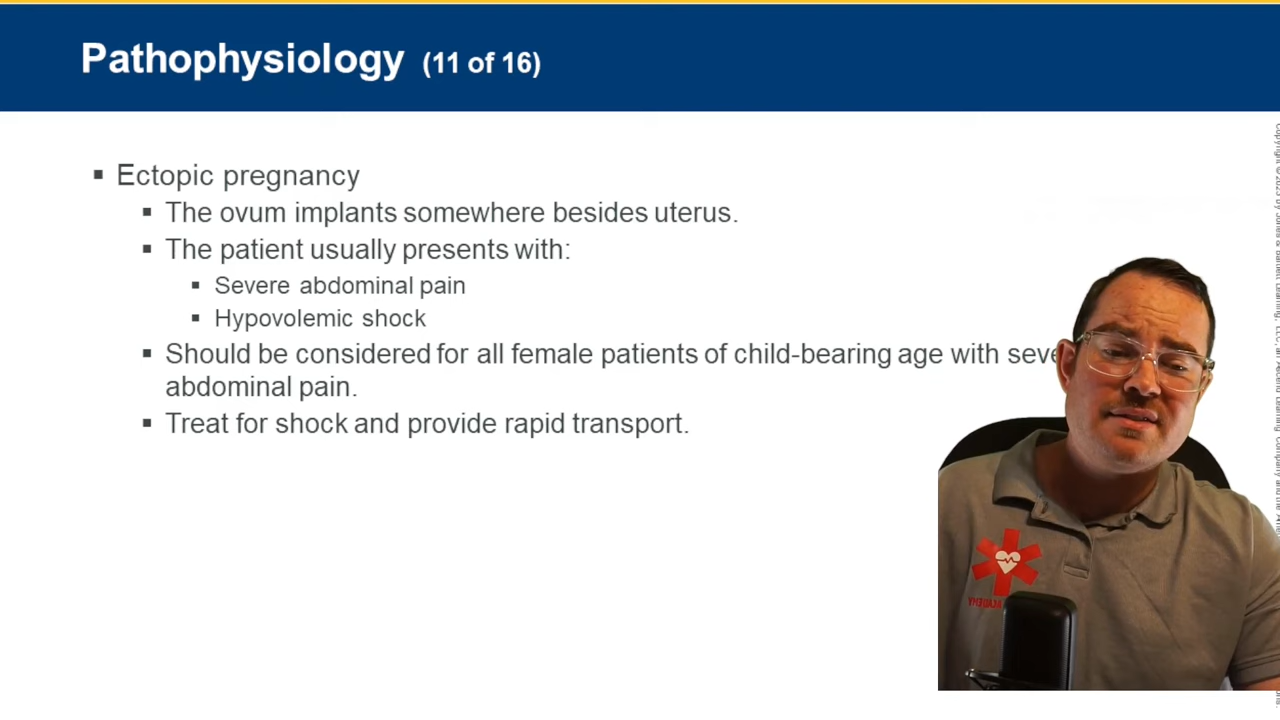 Pathophysiology (11 of 16)
▪ Ectopic pregnancy
▪ The ovum implants somewhere besides uterus.
▪ The patient usually presents with:
▪ Severe abdominal pain
▪ Hypovolemic shock
▪ Should be considered for all female patients of child-bearing age with seve
abdominal pain.
▪ Treat for shock and provide rapid transport.